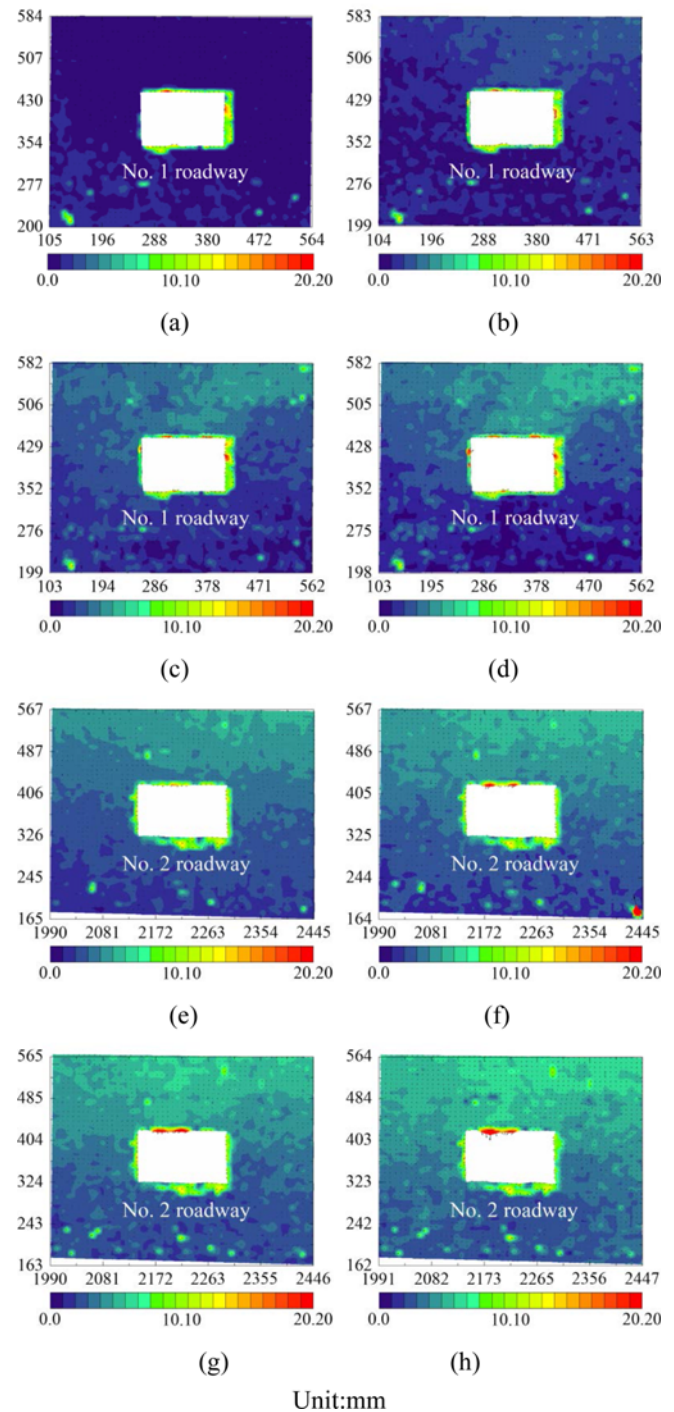 584
507
430
354
277
200
No. 1 roadway
105 196 288 380 472 564
0.0 10.10 20.20
(a)
583
506
429
352
276
199
No. 1 roadway
104 196 288 380 471 563
0.0 10.10 20.20
(b)
582
506
429
352
276
199
No. 1 roadway
103 194 286 378 471 562
0.0 10.10 20.20
(c)
582
505
428
352
275
198
No. 1 roadway
103 194 286 378 470 562
0.0 10.10 20.20
(d)
567
487
406
326
245
165
No. 2 roadway
1990 2081 2172 2263 2354 2445
0.0 10.10 20.20
(e)
567
486
405
325
244
164
No. 2 roadway
1990 2081 2172 2263 2354 2445
0.0 10.10 20.20
(f)
565
485
404
324
243
163
No. 2 roadway
1990 2081 2172 2263 2355 2446
0.0 10.10 20.20
(g)
564
484
403
323
242
162
No. 2 roadway
1991 2082 2173 2265 2356 2447
0.0 10.10 20.20
(h)
Unit:mm